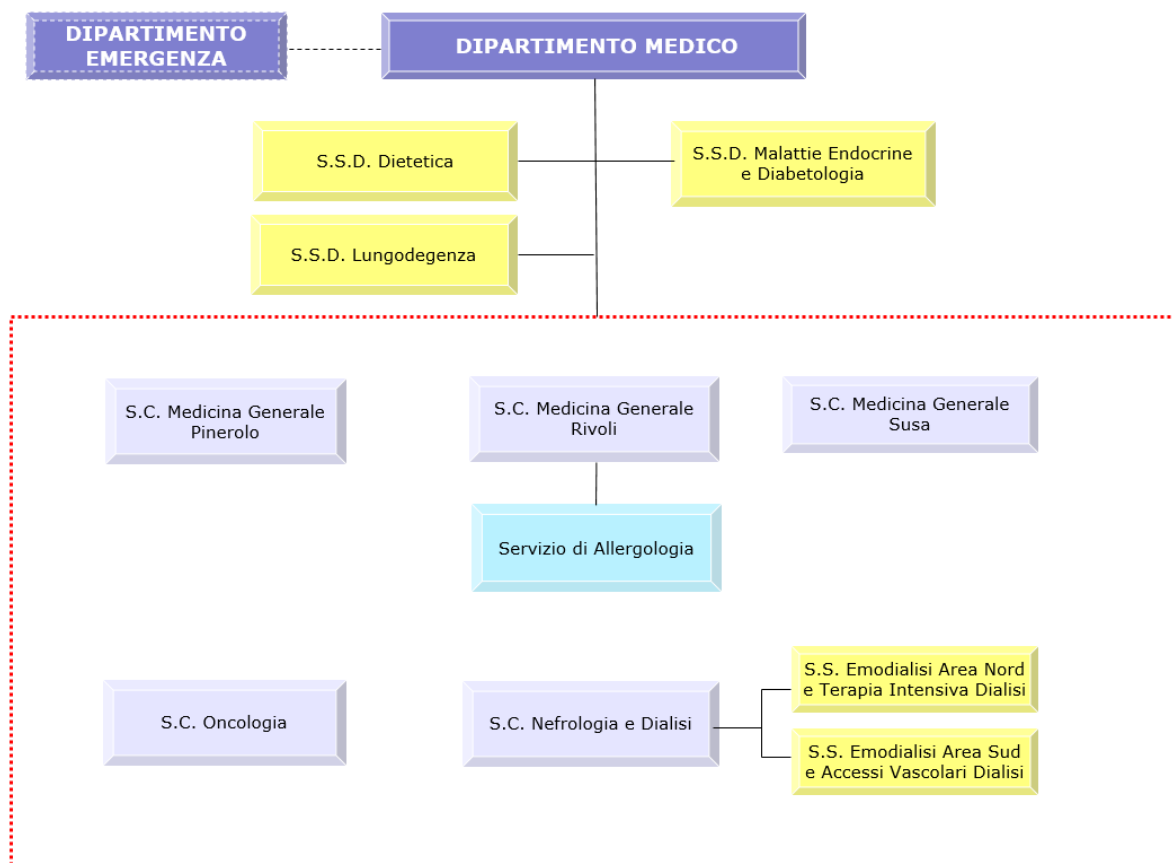 DIPARTIMENTO
EMERGENZA
DIPARTIMENTO MEDICO
S.S.D. Dietetica
S.S.D. Malattie Endocrine
e Diabetologia
S.S.D. Lungodegenza
S.C. Medicina Generale
Pinerolo
S.C. Medicina Generale
Rivoli
S.C. Medicina Generale
Susa
Servizio di Allergologia
S.C. Oncologia
S.C. Nefrologia e Dialisi
S.S. Emodialisi Area Nord
e Terapia Intensiva Dialisi
S.S. Emodialisi Area Sud
e Accessi Vascolari Dialisi